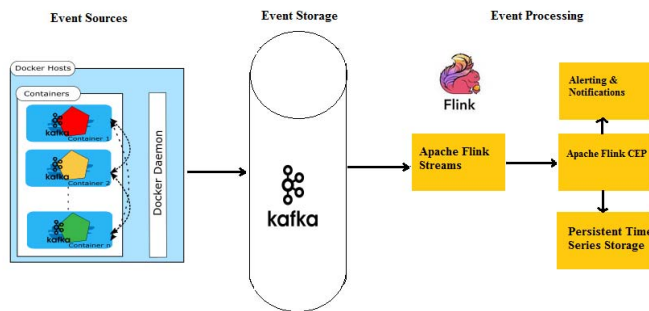 Event Sources
Event Storage
Event Processing
Docker Hosts
Containers
kafka
Container 1
kafka
Container 2
kafka
Container n
Docker Daemon
kafka
Flink
Apache Flink
Streams
Alerting &
Notifications
Apache Flink CEP
Persistent Time
Series Storage